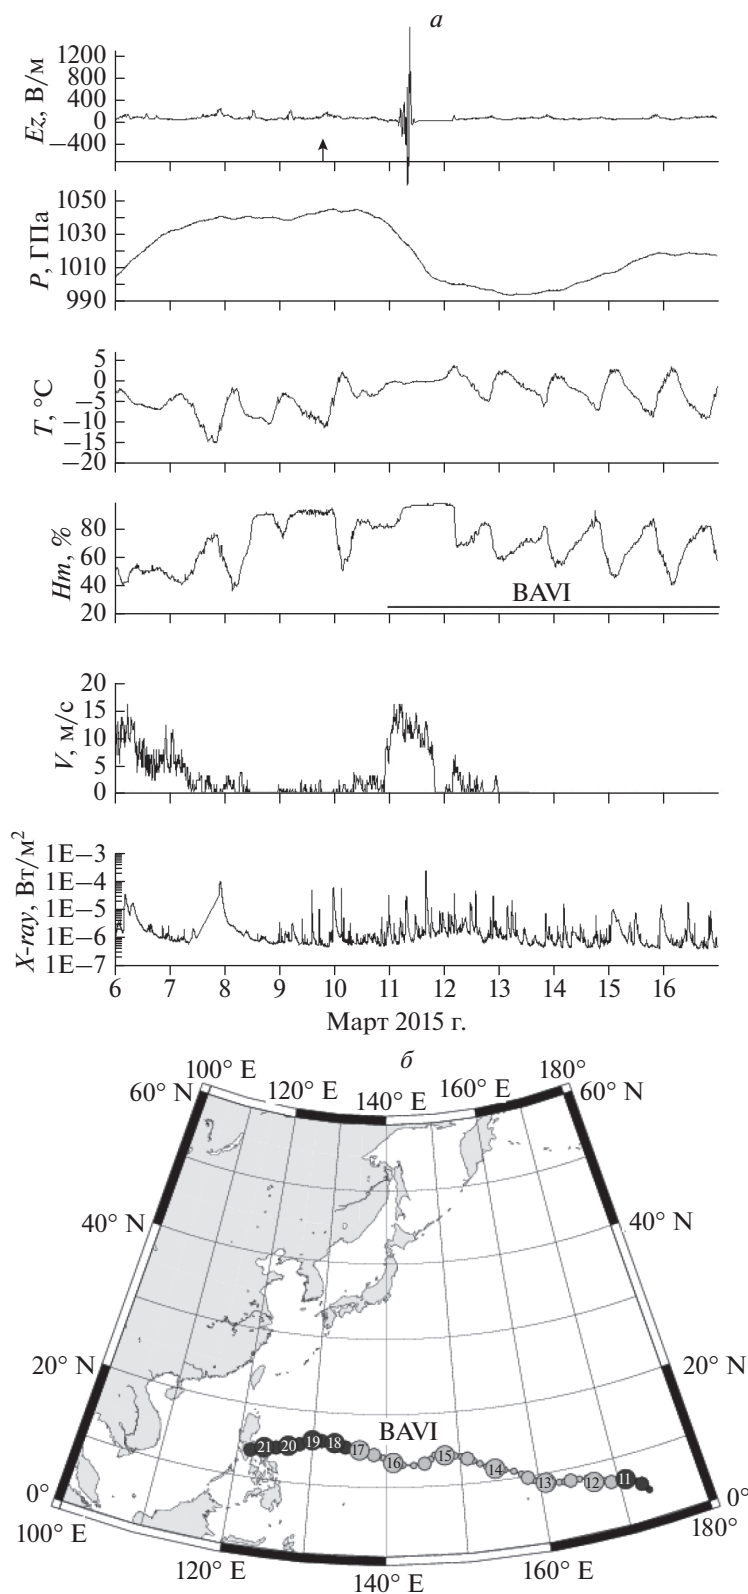 а
1200
800
400
0
−400
Ez, В/м
1050
1030
1010
990
P, ГПа
5
0
−5
−10
−15
−20
T, °C
80
60
40
20
Hm, %
BAVI
20
15
10
5
0
V, м/с
1E−3
1E−4
1E−5
1E−6
1E−7
X-ray, Вт/м²
6 7 8 9 10 11 12 13 14 15 16
Март 2015 г.
б
100° E 120° E 140° E 160° E 180°
60° N 60° N
40° N 40° N
20° N 20° N
BAVI
21 20 19 18 17 16 15 14 13 12 11
0° 0°
100° E 120° E 140° E 160° E 180°